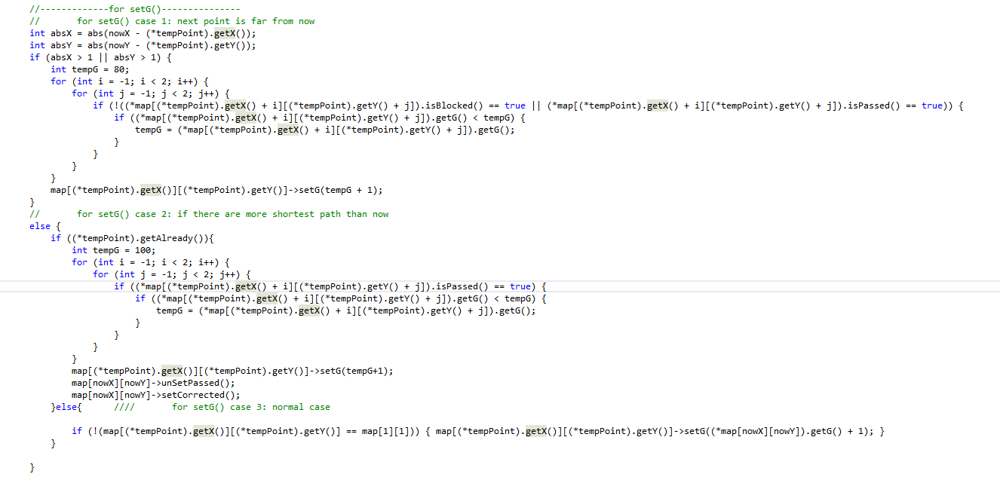 //-------------for setG()---------------
//       for setG() case 1: next point is far from now
int absX = abs(nowX - (*tempPoint).getX());
int absY = abs(nowY - (*tempPoint).getY());
if (absX > 1 || absY > 1) {
    int tempG = 80;
    for (int i = -1; i < 2; i++) {
        for (int j = -1; j < 2; j++) {
            if (!((*map[(*tempPoint).getX() + i][(*tempPoint).getY() + j]).isBlocked() == true || (*map[(*tempPoint).getX() + i][(*tempPoint).getY() + j]).isPassed() == true)) {
                if ((*map[(*tempPoint).getX() + i][(*tempPoint).getY() + j]).getG() < tempG) {
                    tempG = (*map[(*tempPoint).getX() + i][(*tempPoint).getY() + j]).getG();
                }
            }
        }
    }
    map[(*tempPoint).getX()][(*tempPoint).getY()]->setG(tempG + 1);
}
//       for setG() case 2: if there are more shortest path than now
else {
    if ((*tempPoint).getAlready()){
        int tempG = 100;
        for (int i = -1; i < 2; i++) {
            for (int j = -1; j < 2; j++) {
                if ((*map[(*tempPoint).getX() + i][(*tempPoint).getY() + j]).isPassed() == true) {
                    if ((*map[(*tempPoint).getX() + i][(*tempPoint).getY() + j]).getG() < tempG) {
                        tempG = (*map[(*tempPoint).getX() + i][(*tempPoint).getY() + j]).getG();
                    }
                }
            }
        }
        map[(*tempPoint).getX()][(*tempPoint).getY()]->setG(tempG+1);
        map[nowX][nowY]->unSetPassed();
        map[nowX][nowY]->setCorrected();
    }else{      ////       for setG() case 3: normal case
        if (!(map[(*tempPoint).getX()][(*tempPoint).getY()] == map[1][1])) { map[(*tempPoint).getX()][(*tempPoint).getY()]->setG((*map[nowX][nowY]).getG() + 1); }
    }
}